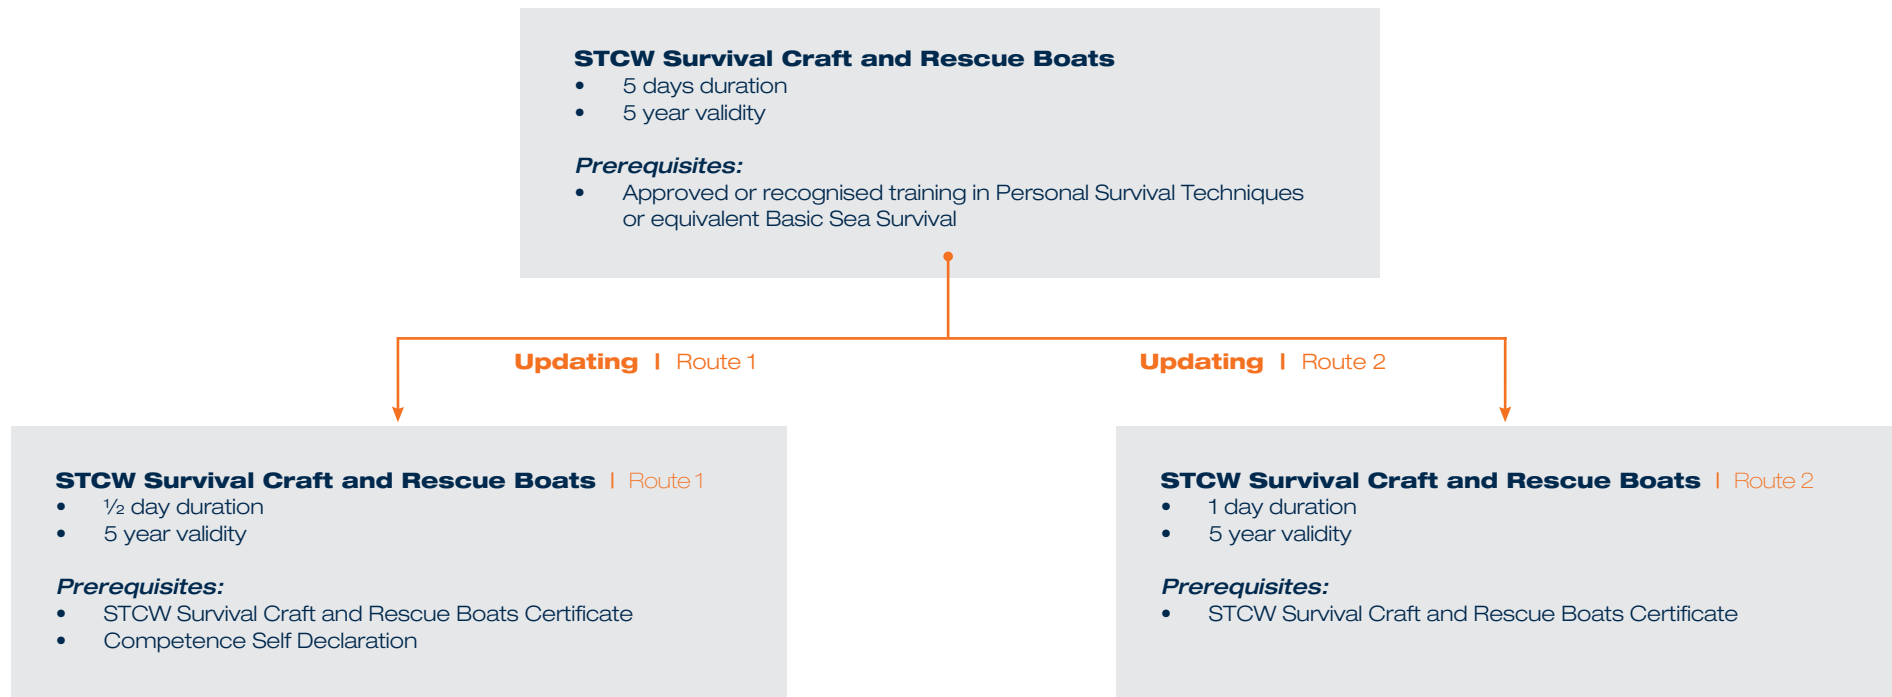 STCW Survival Craft and Rescue Boats
• 5 days duration
• 5 year validity
Prerequisites:
• Approved or recognised training in Personal Survival Techniques
or equivalent Basic Sea Survival
Updating | Route 1
Updating | Route 2
STCW Survival Craft and Rescue Boats | Route 1
• ½ day duration
• 5 year validity
Prerequisites:
• STCW Survival Craft and Rescue Boats Certificate
• Competence Self Declaration
STCW Survival Craft and Rescue Boats | Route 2
• 1 day duration
• 5 year validity
Prerequisites:
• STCW Survival Craft and Rescue Boats Certificate